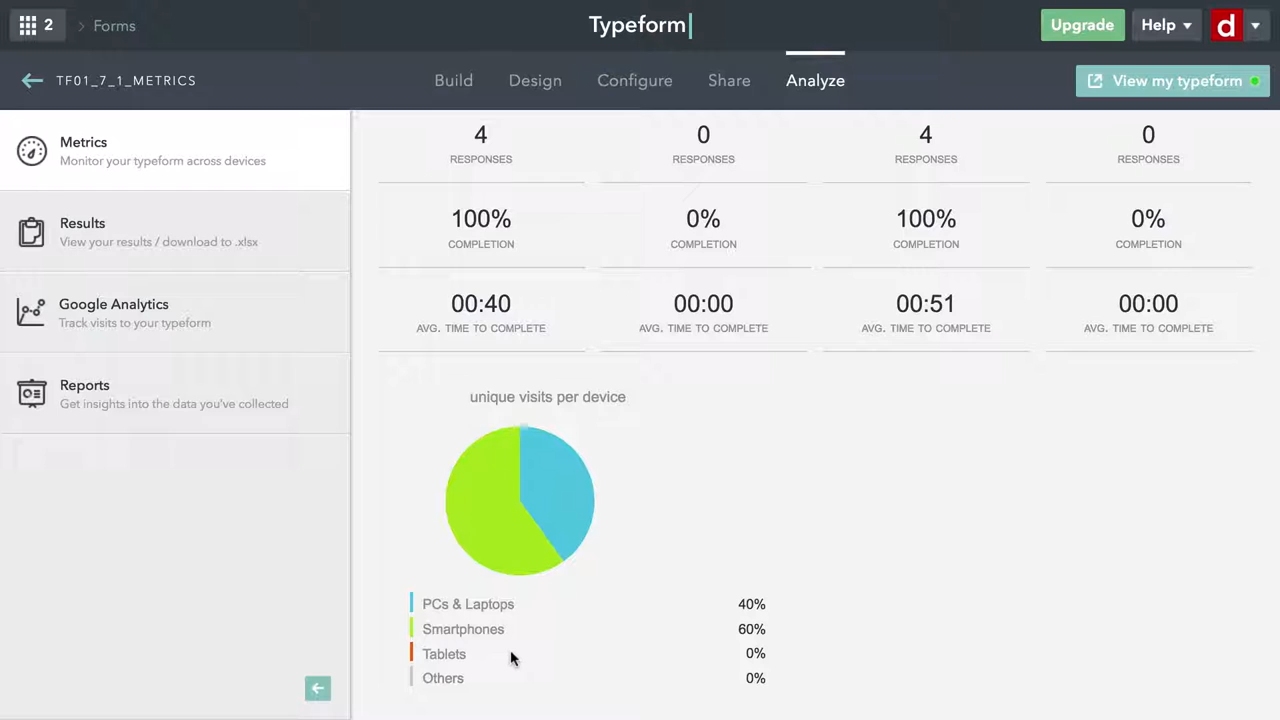 2 > Forms Typeform Upgrade Help d
TF01_7_1_METRICS Build Design Configure Share Analyze View my typeform
Metrics
Monitor your typeform across devices
Results
View your results / download to .xlsx
Google Analytics
Track visits to your typeform
Reports
Get insights into the data you've collected
4 0 4 0
RESPONSES RESPONSES RESPONSES RESPONSES
100% 0% 100% 0%
COMPLETION COMPLETION COMPLETION COMPLETION
00:40 00:00 00:51 00:00
AVG. TIME TO COMPLETE AVG. TIME TO COMPLETE AVG. TIME TO COMPLETE AVG. TIME TO COMPLETE
unique visits per device
PCs & Laptops 40%
Smartphones 60%
Tablets 0%
Others 0%